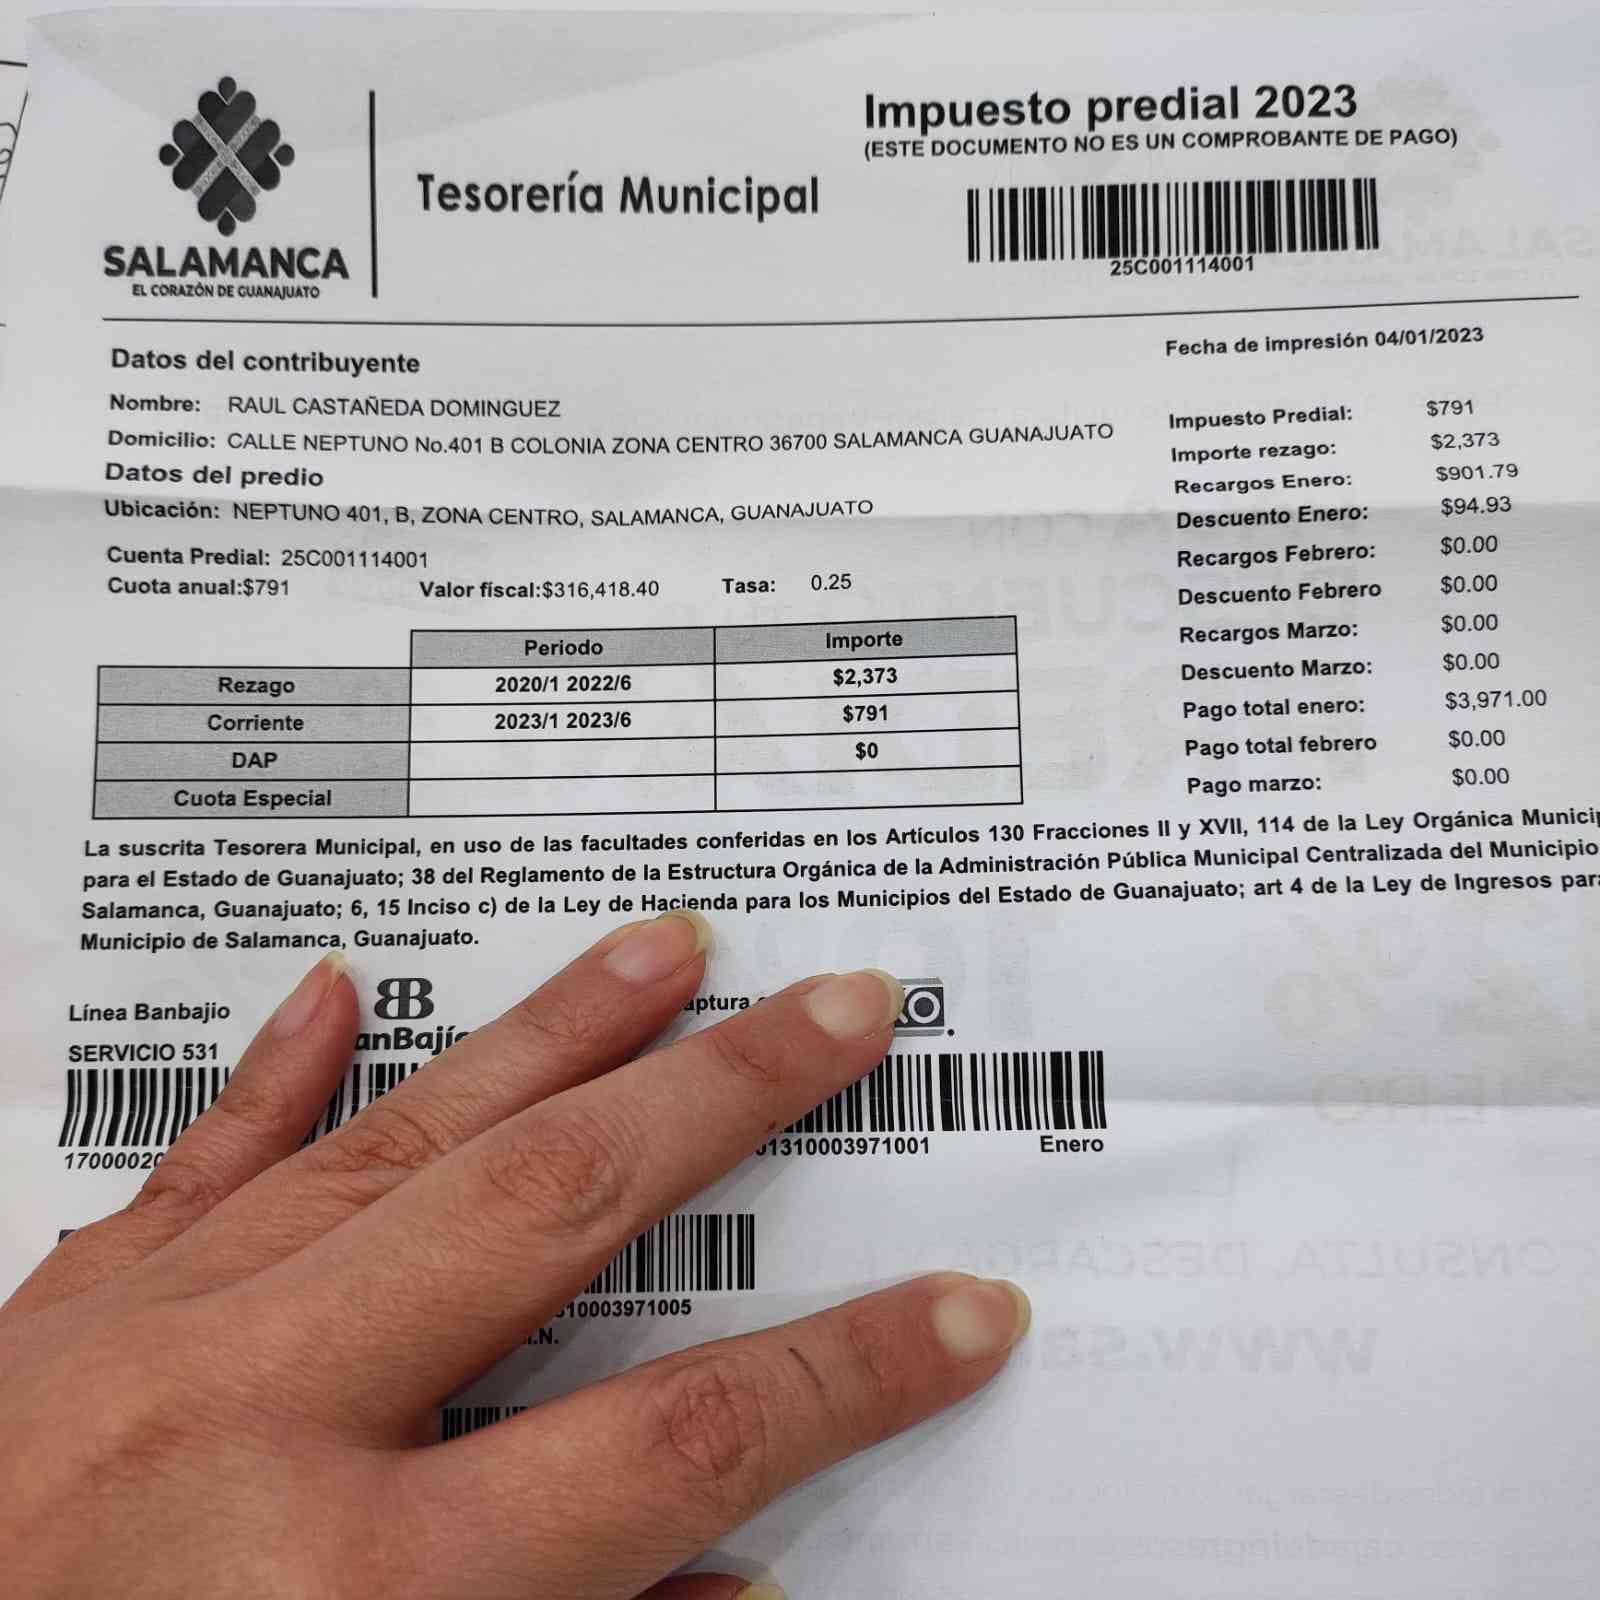 Impuesto predial 2023
(ESTE DOCUMENTO NO ES UN COMPROBANTE DE PAGO)
Tesorería Municipal
SALAMANCA
EL CORAZÓN DE GUANAJUATO
25C001114001
Fecha de impresión 04/01/2023
Datos del contribuyente
Nombre: RAUL CASTAÑEDA DOMINGUEZ
Domicilio: CALLE NEPTUNO No.401 B COLONIA ZONA CENTRO 36700 SALAMANCA GUANAJUATO
Datos del predio
Ubicación: NEPTUNO 401, B, ZONA CENTRO, SALAMANCA, GUANAJUATO
Cuenta Predial: 25C001114001
Cuota anual:$791 Valor físcal:$316,418.40 Tasa: 0.25
Periodo Importe
Rezago 2020/1 2022/6 $2,373
Corriente 2023/1 2023/6 $791
DAP $0
Cuota Especial
Impuesto Predial: $791
Importe rezago: $2,373
Recargos Enero: $901.79
Descuento Enero: $94.93
Recargos Febrero: $0.00
Descuento Febrero $0.00
Recargos Marzo: $0.00
Descuento Marzo: $0.00
Pago total enero: $3,971.00
Pago total febrero $0.00
Pago marzo: $0.00
La suscrita Tesorera Municipal, en uso de las facultades conferidas en los Artículos 130 Fracciones II y XVII, 114 de la Ley Orgánica Municip
para el Estado de Guanajuato; 38 del Reglamento de la Estructura Orgánica de la Administración Pública Municipal Centralizada del Municipio
Salamanca, Guanajuato; 6, 15 Inciso c) de la Ley de Hacienda para los Municipios del Estado de Guanajuato; art 4 de la Ley de Ingresos para
Municipio de Salamanca, Guanajuato.
Línea Banbajio
anBají
aptura
XO
SERVICIO 531
1700002
1310003971001 Enero
10003971005
.N.